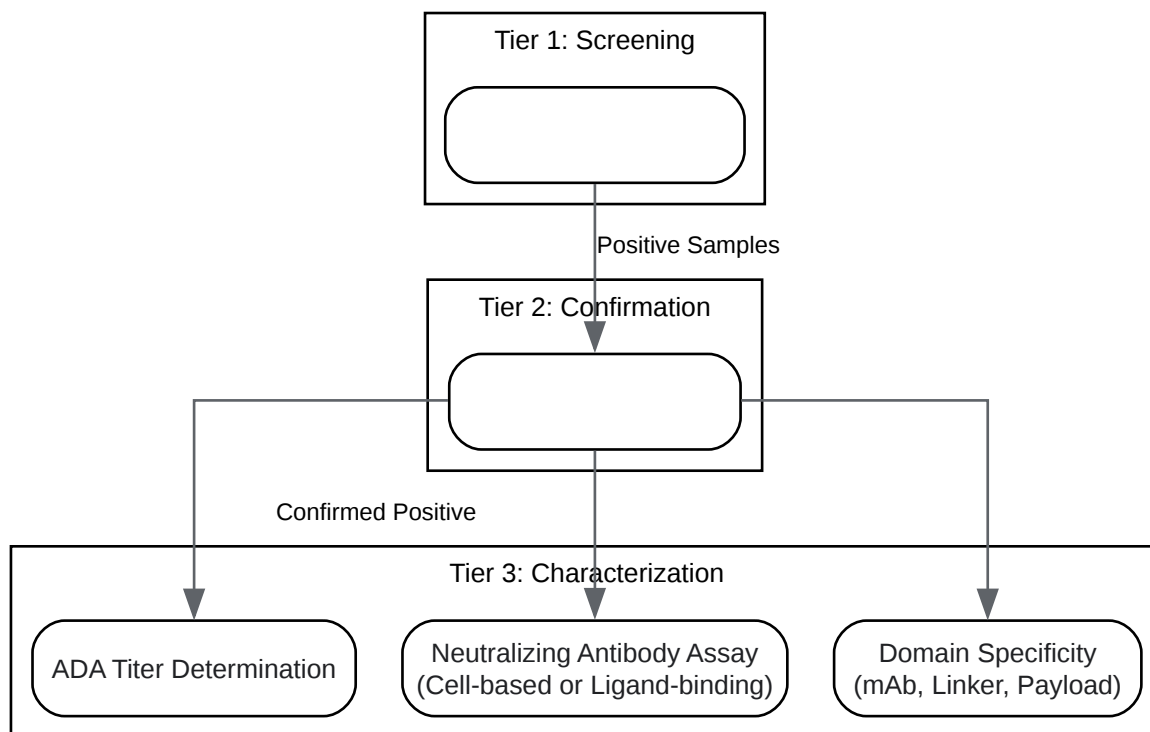 Tier 1: Screening
Positive Samples
Tier 2: Confirmation
Confirmed Positive
Tier 3: Characterization
ADA Titer Determination
Neutralizing Antibody Assay
(Cell-based or Ligand-binding)
Domain Specificity
(mAb, Linker, Payload)